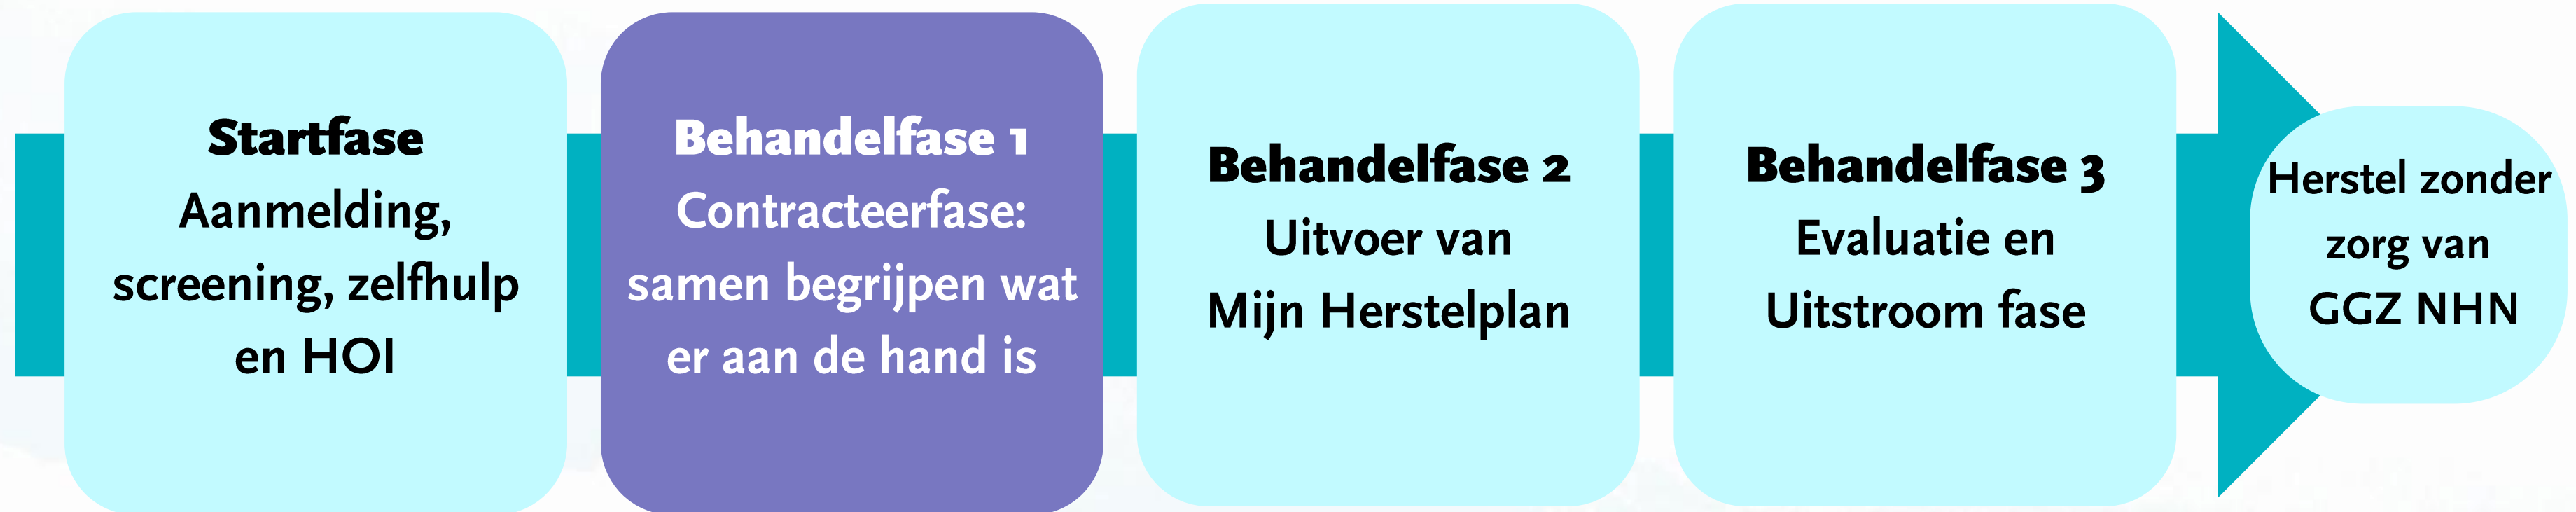 Startfase
Aanmelding,
screening, zelfhulp
en HOI
Behandelfase 1
Contracteerfase:
samen begrijpen wat
er aan de hand is
Behandelfase 2
Uitvoer van
Mijn Herstelplan
Behandelfase 3
Evaluatie en
Uitstroom fase
Herstel zonder
zorg van
GGZ NHN